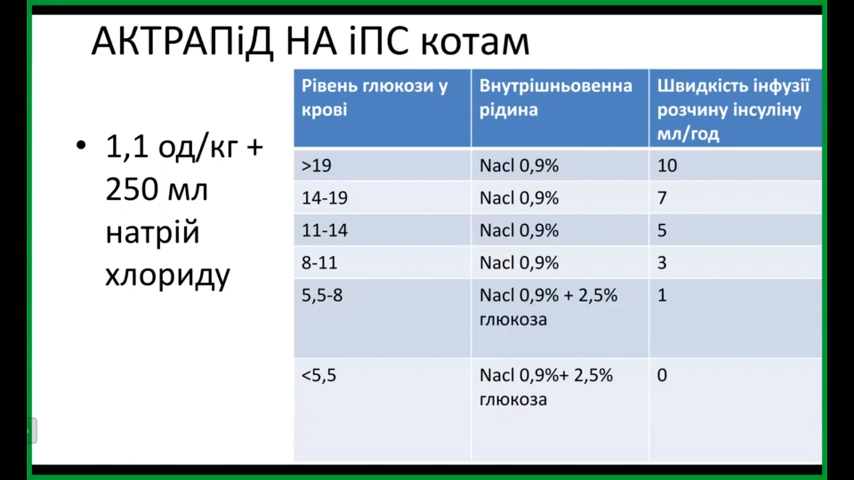 АКТРАПіД НА іПС котам
• 1,1 од/кг +
250 мл
натрій
хлориду
Рівень глюкози у крові Внутрішньовенна рідина Швидкість інфузії розчину інсуліну мл/год
>19 Nacl 0,9% 10
14-19 Nacl 0,9% 7
11-14 Nacl 0,9% 5
8-11 Nacl 0,9% 3
5,5-8 Nacl 0,9% + 2,5% глюкоза 1
<5,5 Nacl 0,9%+ 2,5% глюкоза 0